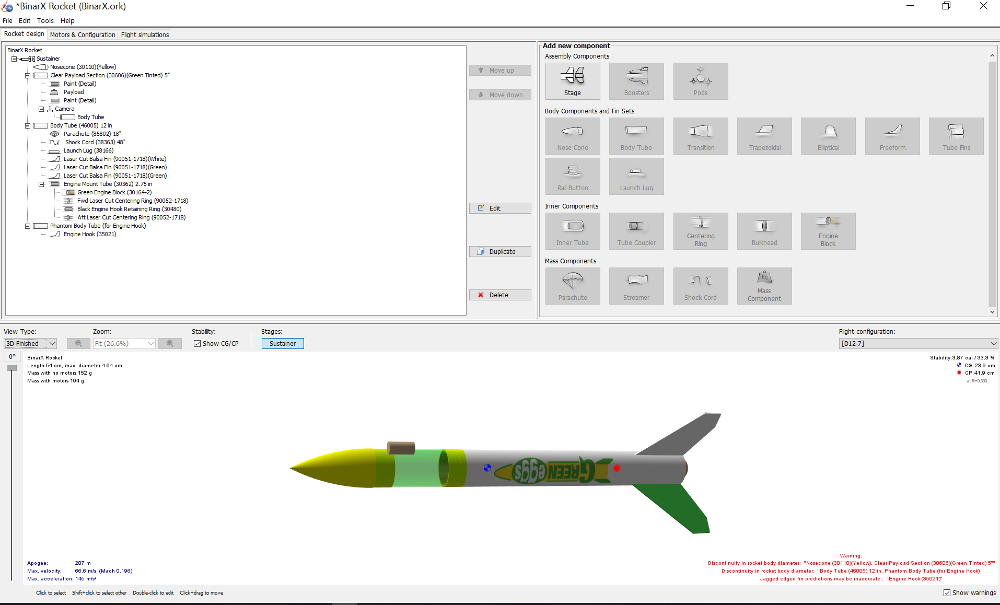 *BinarX Rocket (BinarX.ork)
File Edit Tools Help
Rocket design Motors & Configuration Flight simulations
BinarX Rocket
Sustainer
Nosecone (30110)(Yellow)
Clear Payload Section (30606)(Green Tinted) 5"
Paint (Detail)
Payload
Paint (Detail)
Camera
Body Tube
Body Tube (46005) 12 in
Parachute (85802) 18"
Shock Cord (38363) 48"
Launch Lug (38166)
Laser Cut Balsa Fin (90051-1718)(White)
Laser Cut Balsa Fin (90051-1718)(Green)
Laser Cut Balsa Fin (90051-1718)(Green)
Engine Mount Tube (30362) 2.75 in
Green Engine Block (30164-2)
Fwd Laser Cut Centering Ring (90052-1718)
Black Engine Hook Retaining Ring (30480)
Aft Laser Cut Centering Ring (90052-1718)
Phantom Body Tube (for Engine Hook)
Engine Hook (35021)
Move up
Move down
Edit
Duplicate
Delete
Add new component
Assembly Components
Stage Boosters Pods
Body Components and Fin Sets
Nose Cone Body Tube Transition Trapezoidal Elliptical Freeform Tube Fins
Rail Button Launch Lug
Inner Components
Inner Tube Tube Coupler Centering Ring Bulkhead Engine Block
Mass Components
Parachute Streamer Shock Cord Mass Component
View Type: Zoom: Stability: Stages: Flight configuration:
3D Finished Fit (26.6%) Show CG/CP Sustainer [D12-7]
0°
BinarX Rocket
Length 54 cm, max. diameter 4.64 cm
Mass with no motors 152 g
Mass with motors 194 g
Stability:3.87 cal / 33.3 %
CG:23.9 cm
CP:41.9 cm
at M=0.300
GREEN eggs
Apogee: 207 m
Max. velocity: 66.6 m/s (Mach 0.196)
Max. acceleration: 145 m/s²
Warning:
Discontinuity in rocket body diameter: "Nosecone (30110)(Yellow), Clear Payload Section (30606)(Green Tinted) 5""
Discontinuity in rocket body diameter: "Body Tube (46005) 12 in, Phantom Body Tube (for Engine Hook)"
Jagged-edged fin predictions may be inaccurate.: "Engine Hook (35021)"
Click to select Shift+click to select other Double-click to edit Click+drag to move
Show warnings